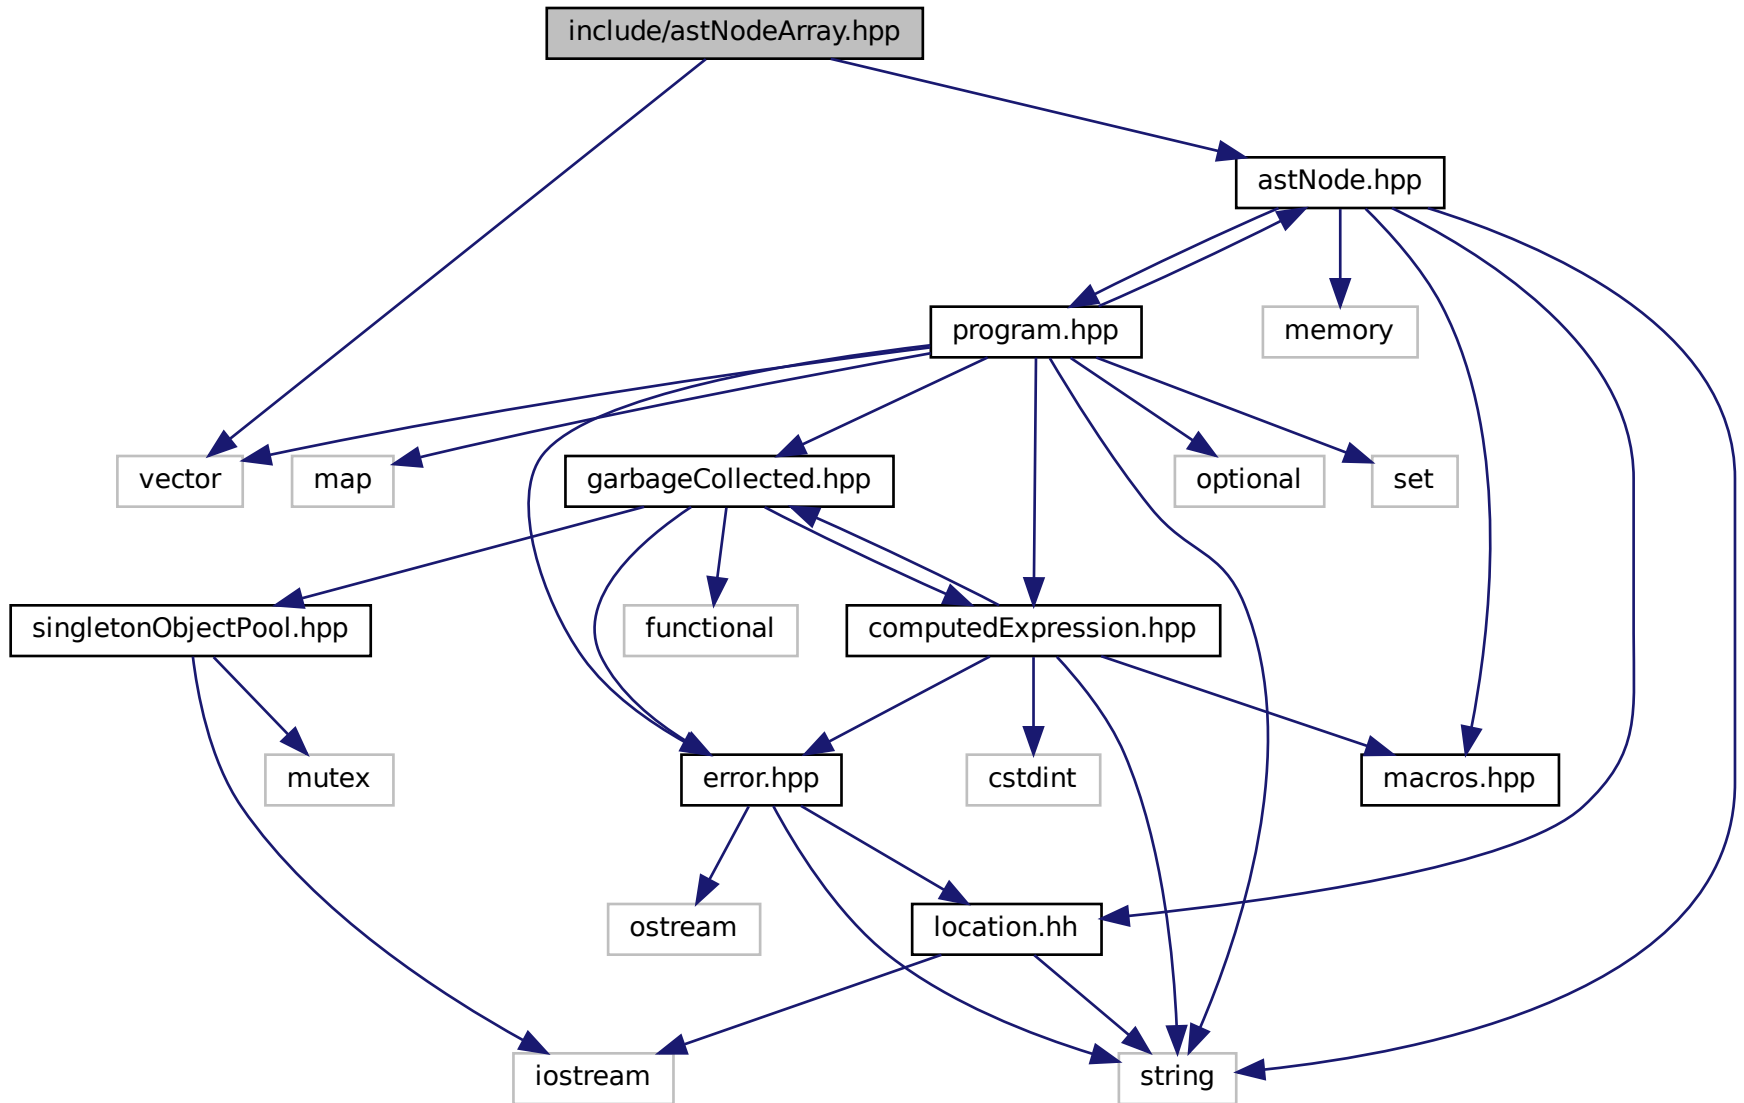 include/astNodeArray.hpp
astNode.hpp
program.hpp
memory
vector
map
garbageCollected.hpp
optional
set
singletonObjectPool.hpp
functional
computedExpression.hpp
mutex
error.hpp
cstdint
macros.hpp
ostream
location.hh
iostream
string